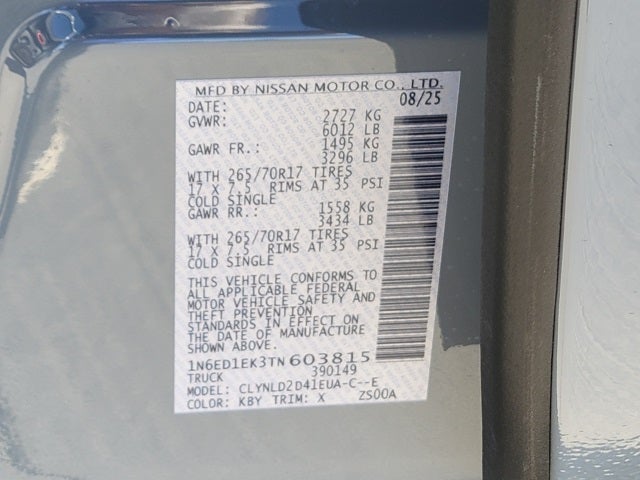 MFD BY NISSAN MOTOR CO., LTD.
DATE: 08/25
GVWR: 2727 KG
6012 LB
GAWR FR.: 1495 KG
3296 LB
WITH 265/70R17 TIRES
17 X 7.5 RIMS AT 35 PSI
COLD SINGLE
GAWR RR.: 1558 KG
3434 LB
WITH 265/70R17 TIRES
17 X 7.5 RIMS AT 35 PSI
COLD SINGLE
THIS VEHICLE CONFORMS TO
ALL APPLICABLE FEDERAL
MOTOR VEHICLE SAFETY AND
THEFT PREVENTION
STANDARDS IN EFFECT ON
THE DATE OF MANUFACTURE
SHOWN ABOVE.
1N6ED1EK3TN603815
TRUCK 390149
MODEL: CLYNLD2D41EUA-C--E
COLOR: KBY TRIM: X ZS00A